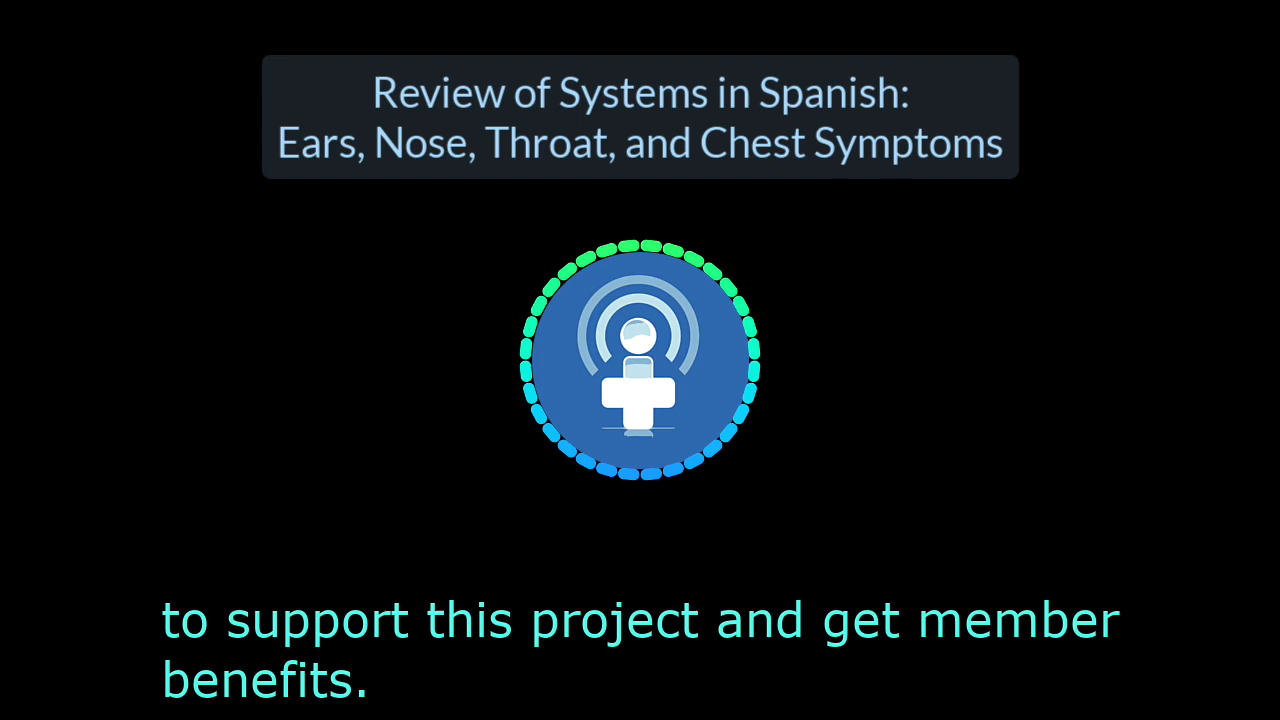 Review of Systems in Spanish:
Ears, Nose, Throat, and Chest Symptoms
to support this project and get member
benefits.